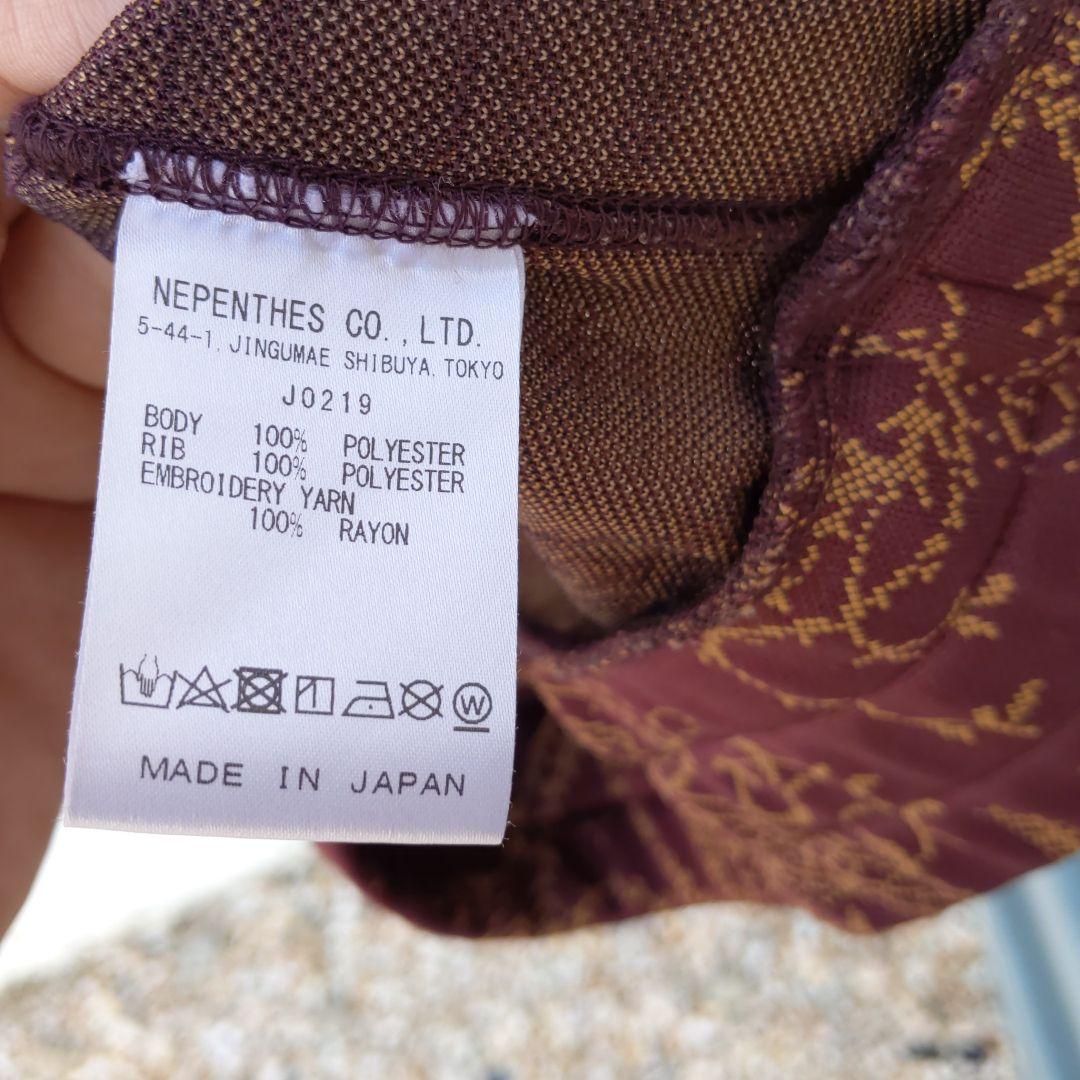 NEPENTHES CO.,LTD.
5-44-1, JINGUMAE SHIBUYA, TOKYO
J0219
BODY 100% POLYESTER
RIB 100% POLYESTER
EMBROIDERY YARN
100% RAYON
W
MADE IN JAPAN